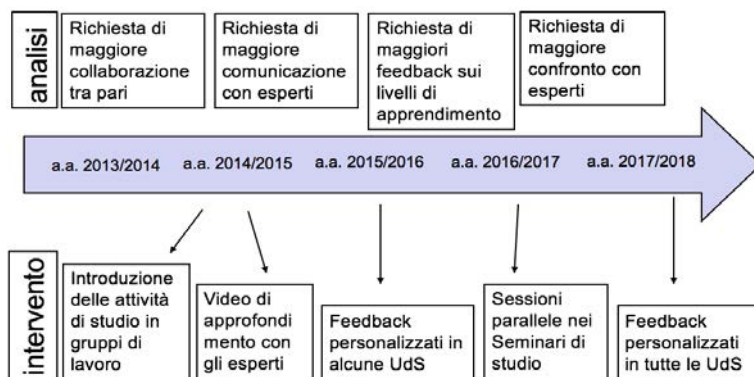 analisi
Richiesta di
maggiore
collaborazione
tra pari
Richiesta di
maggiore
comunicazione
con esperti
Richiesta di
maggiori
feedback sui
livelli di
apprendimento
Richiesta di
maggiore
confronto con
esperti
a.a. 2013/2014
a.a. 2014/2015
a.a. 2015/2016
a.a. 2016/2017
a.a. 2017/2018
intervento
Introduzione
delle attività
di studio in
gruppi di
lavoro
Video di
approfondi
mento con
gli esperti
Feedback
personalizzati in
alcune UdS
Sessioni
parallele nei
Seminari di
studio
Feedback
personalizzati
in tutte le UdS